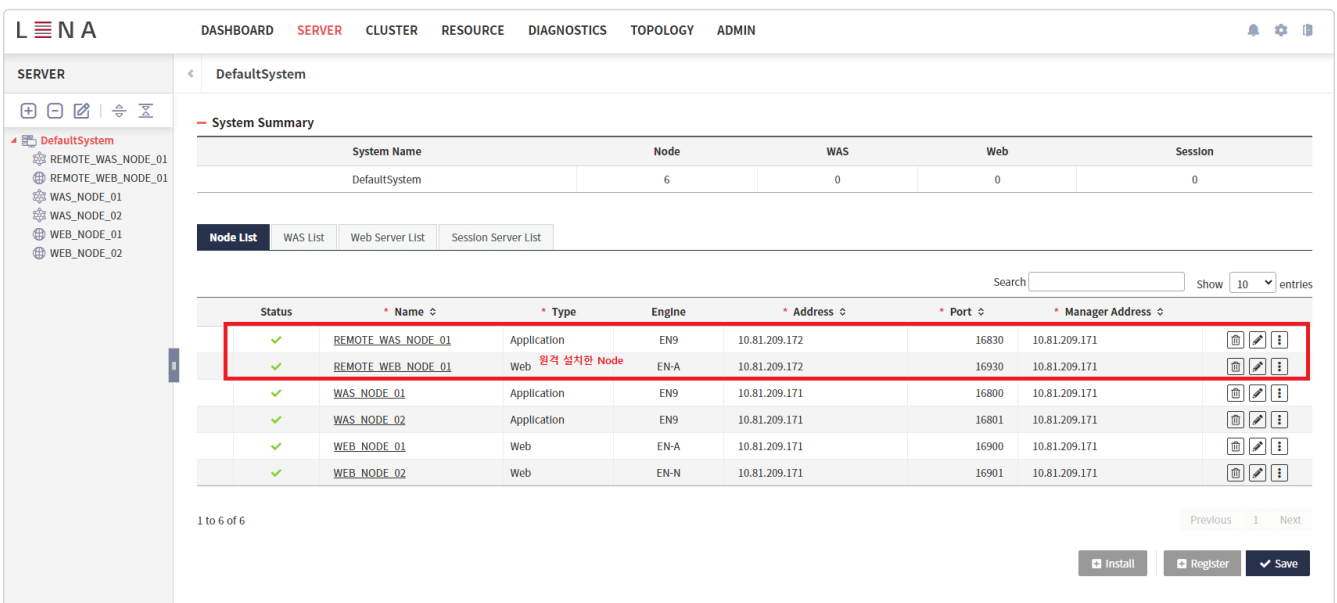 LENA
DASHBOARD SERVER CLUSTER RESOURCE DIAGNOSTICS TOPOLOGY ADMIN
SERVER
DefaultSystem
DefaultSystem
REMOTE_WAS_NODE_01
REMOTE_WEB_NODE_01
WAS_NODE_01
WAS_NODE_02
WEB_NODE_01
WEB_NODE_02
System Summary
System Name Node WAS Web Session
DefaultSystem 6 0 0 0
Node List WAS List Web Server List Session Server List
Search Show 10 entries
Status * Name * Type Engine * Address * Port * Manager Address
REMOTE_WAS_NODE_01 Application EN9 10.81.209.172 16830 10.81.209.171
원격 설치한 Node
REMOTE_WEB_NODE_01 Web EN-A 10.81.209.172 16930 10.81.209.171
WAS_NODE_01 Application EN9 10.81.209.171 16800 10.81.209.171
WAS_NODE_02 Application EN9 10.81.209.171 16801 10.81.209.171
WEB_NODE_01 Web EN-A 10.81.209.171 16900 10.81.209.171
WEB_NODE_02 Web EN-N 10.81.209.171 16901 10.81.209.171
1 to 6 of 6
Previous 1 Next
Install Register Save